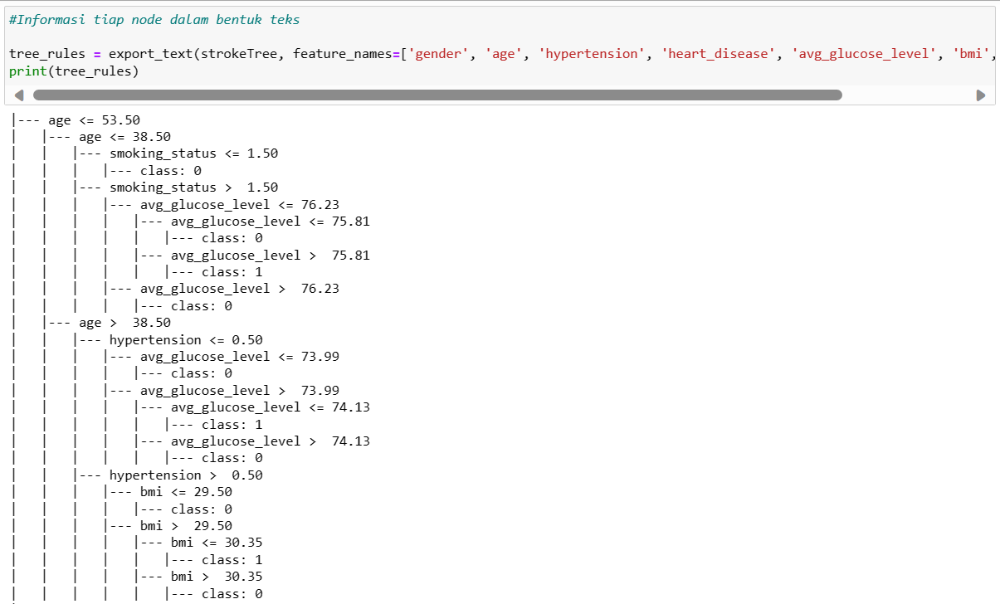 #Informasi tiap node dalam bentuk teks
tree_rules = export_text(strokeTree, feature_names=['gender', 'age', 'hypertension', 'heart_disease', 'avg_glucose_level', 'bmi',
print(tree_rules)
|--- age <= 53.50
|   |--- age <= 38.50
|   |   |--- smoking_status <= 1.50
|   |   |   |--- class: 0
|   |   |--- smoking_status >  1.50
|   |   |   |--- avg_glucose_level <= 76.23
|   |   |   |   |--- avg_glucose_level <= 75.81
|   |   |   |   |   |--- class: 0
|   |   |   |   |--- avg_glucose_level >  75.81
|   |   |   |   |   |--- class: 1
|   |   |   |--- avg_glucose_level >  76.23
|   |   |   |   |--- class: 0
|   |--- age >  38.50
|   |   |--- hypertension <= 0.50
|   |   |   |--- avg_glucose_level <= 73.99
|   |   |   |   |--- class: 0
|   |   |   |--- avg_glucose_level >  73.99
|   |   |   |   |--- avg_glucose_level <= 74.13
|   |   |   |   |   |--- class: 1
|   |   |   |   |--- avg_glucose_level >  74.13
|   |   |   |   |   |--- class: 0
|   |   |--- hypertension >  0.50
|   |   |   |--- bmi <= 29.50
|   |   |   |   |--- class: 0
|   |   |   |--- bmi >  29.50
|   |   |   |   |--- bmi <= 30.35
|   |   |   |   |   |--- class: 1
|   |   |   |   |--- bmi >  30.35
|   |   |   |   |   |--- class: 0